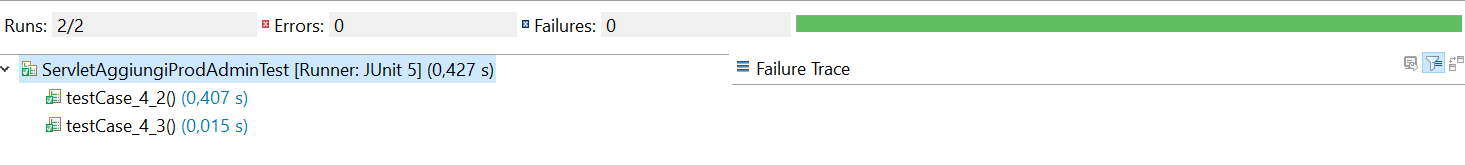 Runs: 2/2 Errors: 0 Failures: 0
ServletAggiungiProdAdminTest [Runner: JUnit 5] (0,427 s)
testCase_4_2() (0,407 s)
testCase_4_3() (0,015 s)
Failure Trace